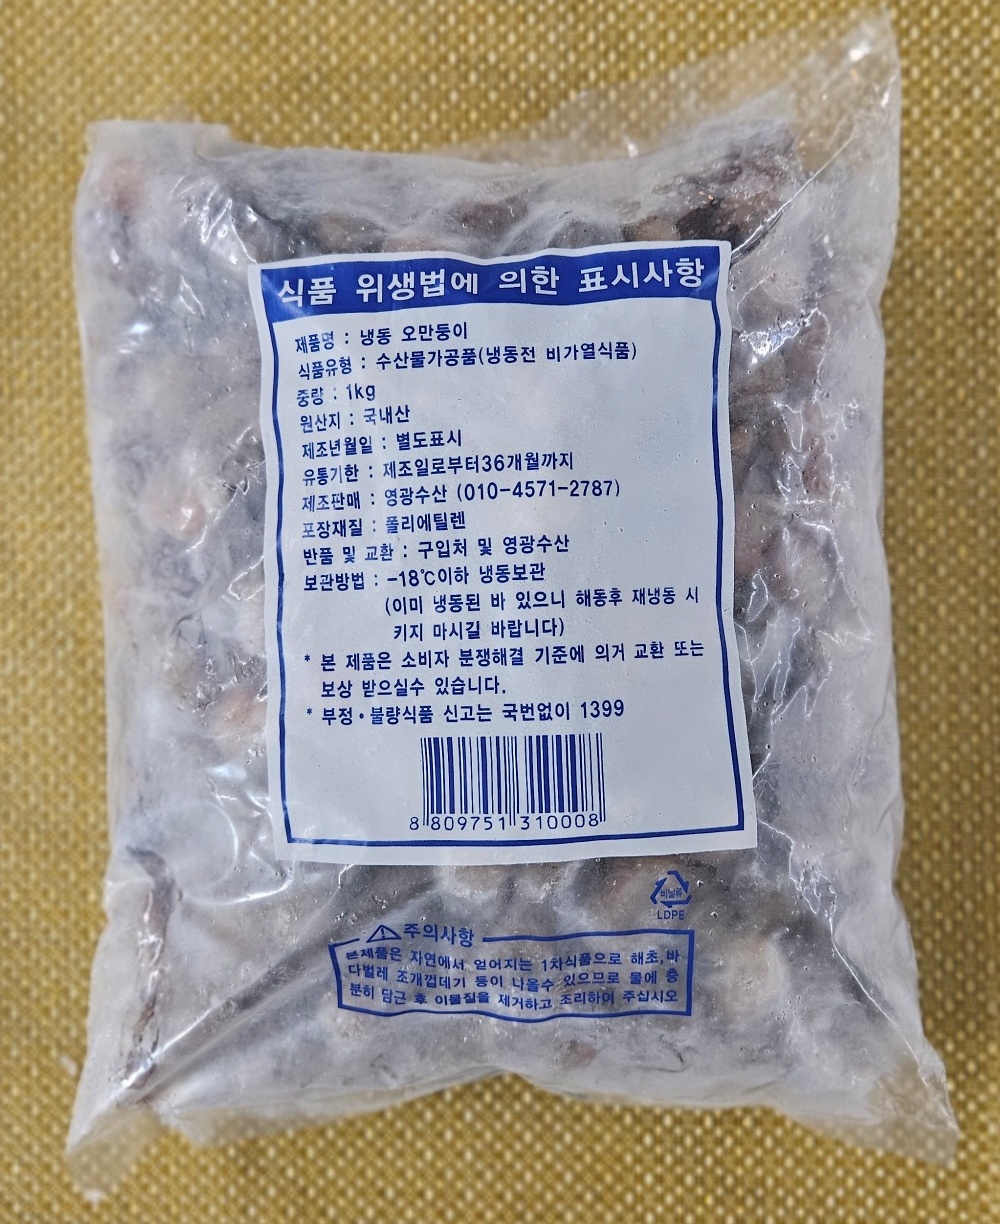 식품 위생법에 의한 표시사항
제품명 : 냉동 오만둥이
식품유형 : 수산물가공품(냉동전 비가열식품)
중량 : 1kg
원산지 : 국내산
제조년월일 : 별도표시
유통기한 : 제조일로부터36개월까지
제조판매 : 영광수산 (010-4571-2787)
포장재질 : 폴리에틸렌
반품 및 교환 : 구입처 및 영광수산
보관방법 : -18℃이하 냉동보관
(이미 냉동된 바 있으니 해동후 재냉동 시
키지 마시길 바랍니다)
* 본 제품은 소비자 분쟁해결 기준에 의거 교환 또는
보상 받으실수 있습니다.
* 부정·불량식품 신고는 국번없이 1399
8 809751 310008
비닐류
LDPE
주의사항
본제품은 자연에서 얻어지는 1차식품으로 해초,바
다벌레 조개껍데기 등이 나올수 있으므로 물에 충
분히 담근 후 이물질을 제거하고 조리하여 주십시오